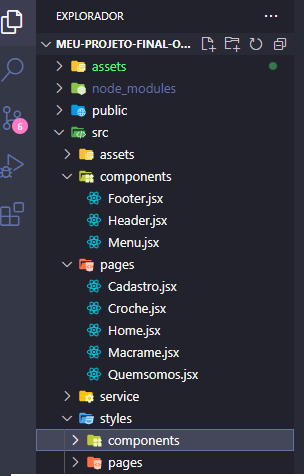 EXPLORADOR ...
MEU-PROJETO-FINAL-O...
assets
node_modules
public
src
assets
components
Footer.jsx
Header.jsx
Menu.jsx
6
pages
Cadastro.jsx
Croche.jsx
Home.jsx
Macrame.jsx
Quemsomos.jsx
service
styles
components
pages